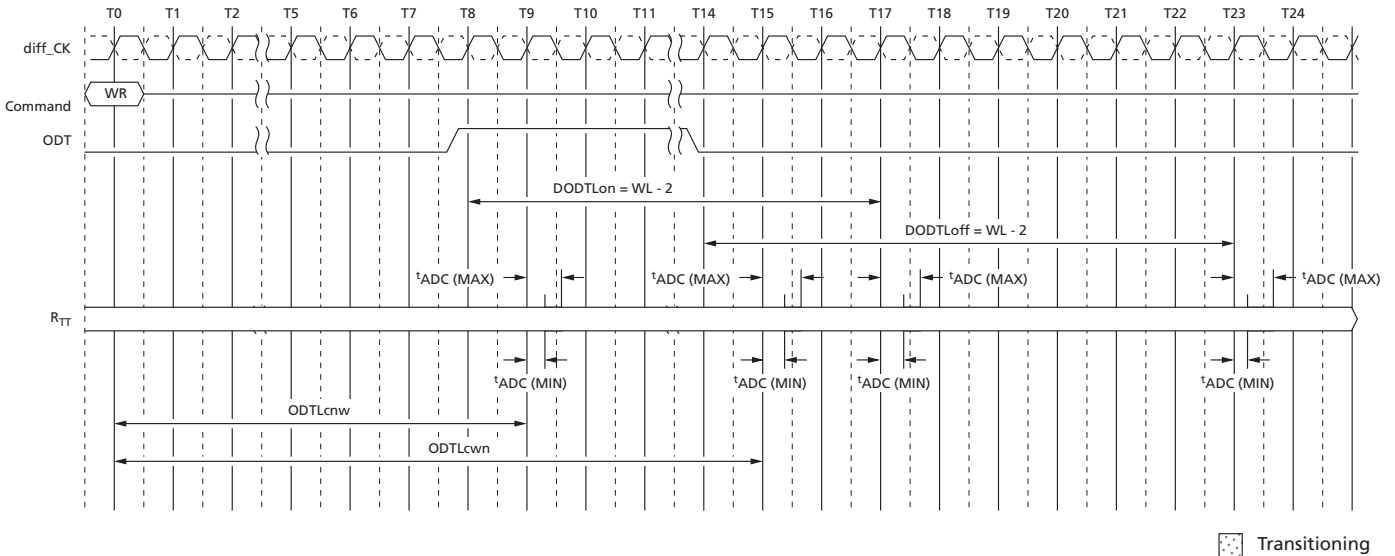 T0 T1 T2 T5 T6 T7 T8 T9 T10 T11 T14 T15 T16 T17 T18 T19 T20 T21 T22 T23 T24
diff_CK
WR
Command
ODT
DODTLon = WL - 2
DODTLoff = WL - 2
tADC (MAX) tADC (MAX) tADC (MAX) tADC (MAX)
RTT
tADC (MIN) tADC (MIN) tADC (MIN) tADC (MIN)
ODTLcnw
ODTLcwn
Transitioning